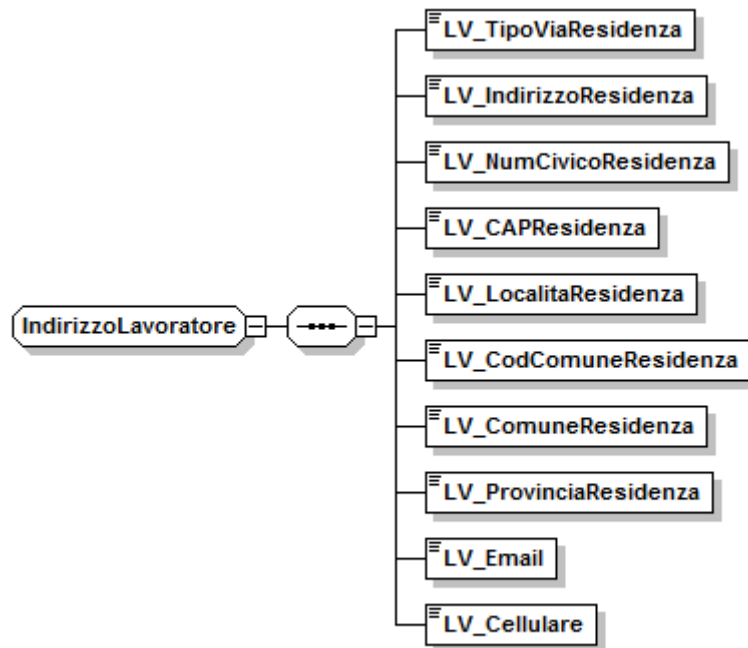 LV_TipoViaResidenza
LV_IndirizzoResidenza
LV_NumCivicoResidenza
LV_CAPResidenza
LV_LocalitaResidenza
IndirizzoLavoratore
LV_CodComuneResidenza
LV_ComuneResidenza
LV_ProvinciaResidenza
LV_Email
LV_Cellulare